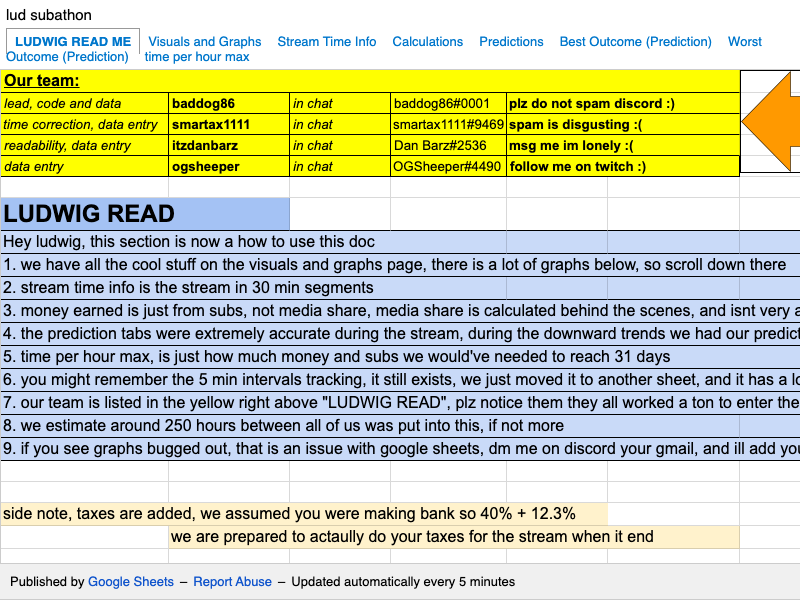 lud subathon
LUDWIG READ ME Visuals and Graphs Stream Time Info Calculations Predictions Best Outcome (Prediction) Worst
Outcome (Prediction) time per hour max
Our team:
lead, code and data baddog86 in chat baddog86#0001 plz do not spam discord :)
time correction, data entry smartax1111 in chat smartax1111#9469 spam is disgusting :(
readability, data entry itzdanbarz in chat Dan Barz#2536 msg me im lonely :(
data entry ogsheeper in chat OGSheeper#4490 follow me on twitch :)
LUDWIG READ
Hey ludwig, this section is now a how to use this doc
1. we have all the cool stuff on the visuals and graphs page, there is a lot of graphs below, so scroll down there
2. stream time info is the stream in 30 min segments
3. money earned is just from subs, not media share, media share is calculated behind the scenes, and isnt very
4. the prediction tabs were extremely accurate during the stream, during the downward trends we had our
5. time per hour max, is just how much money and subs we would've needed to reach 31 days
6. you might remember the 5 min intervals tracking, it still exists, we just moved it to another sheet, and it has a
7. our team is listed in the yellow right above "LUDWIG READ", plz notice them they all worked a ton to enter the
8. we estimate around 250 hours between all of us was put into this, if not more
9. if you see graphs bugged out, that is an issue with google sheets, dm me on discord your gmail, and ill add
side note, taxes are added, we assumed you were making bank so 40% + 12.3%
we are prepared to actaully do your taxes for the stream when it end
Published by Google Sheets – Report Abuse – Updated automatically every 5 minutes